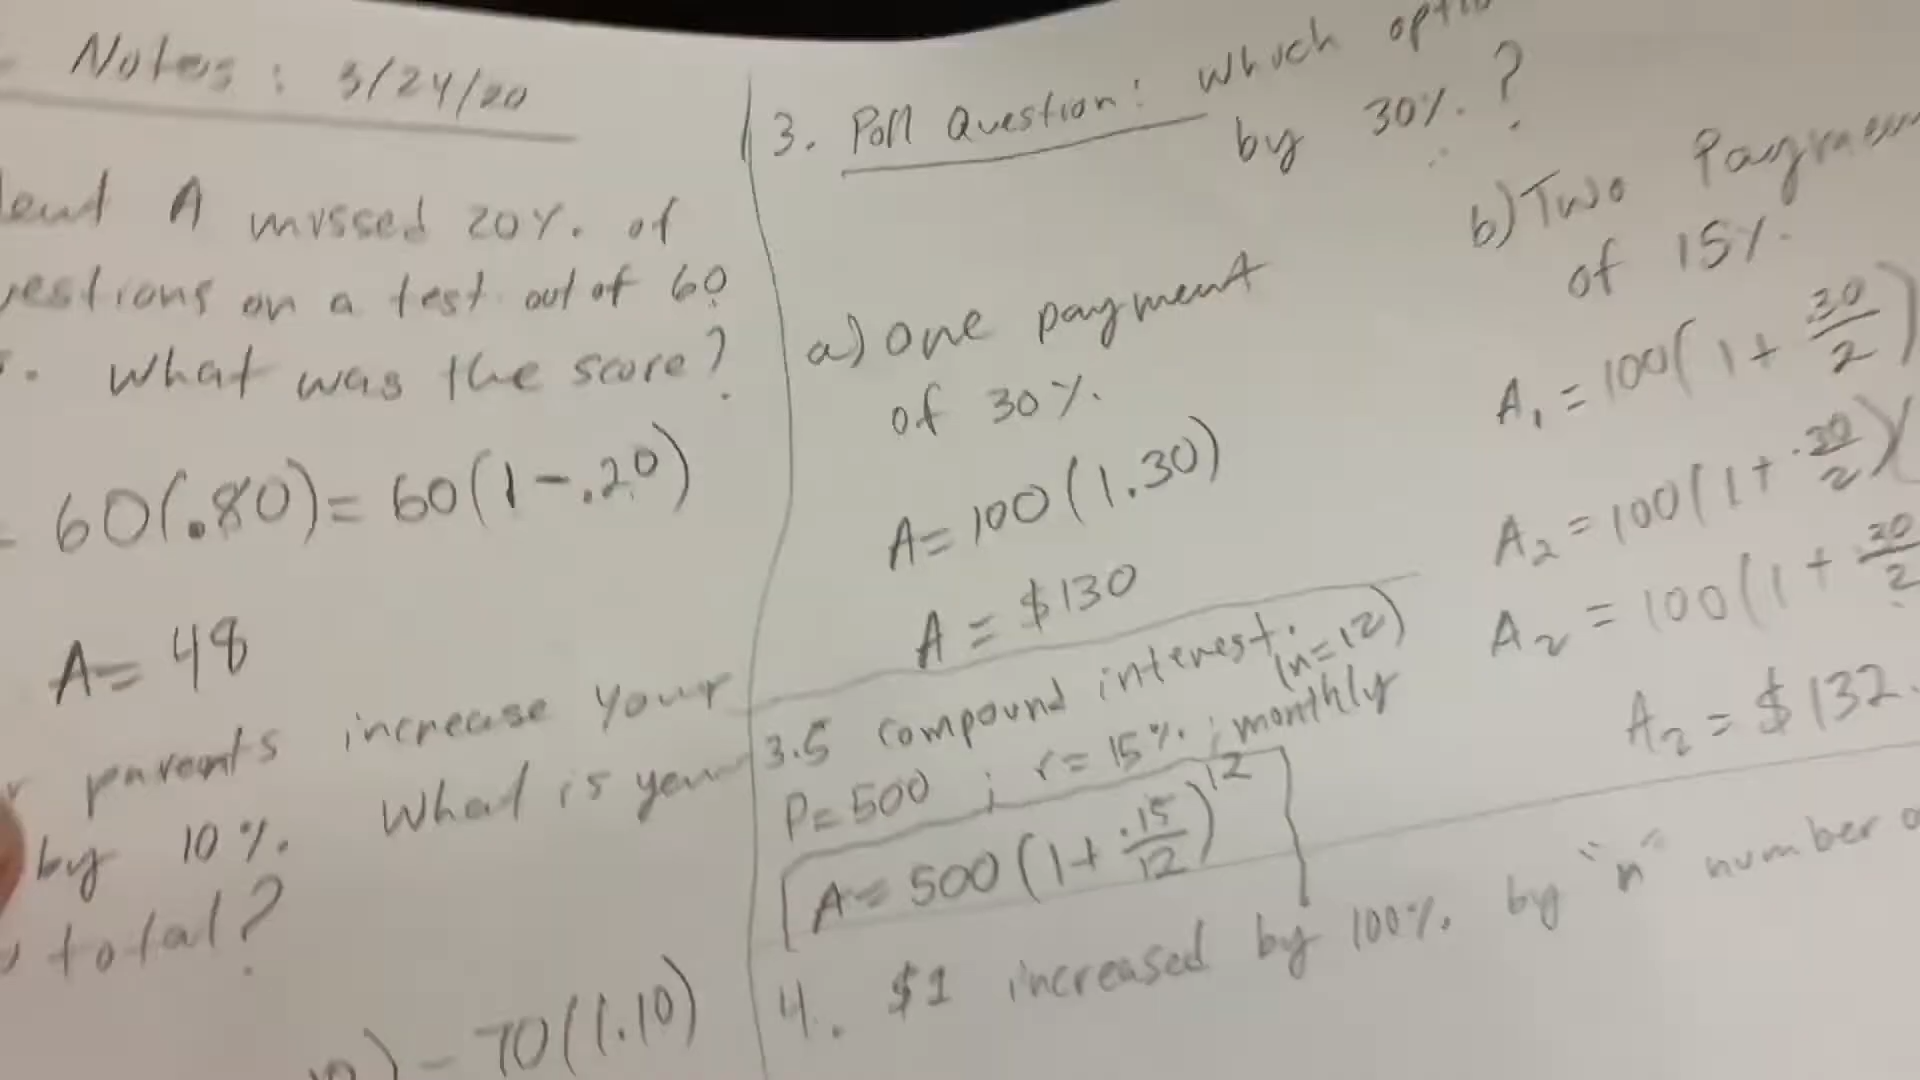 Notes: 3/24/20
A missed 20%. of
on a test out of 60
. What was the score?
60(.80)= 60(1-.20)
A= 48
parents increase your
by 10%. What is
total?
70(1.10)
3. Poll Question: Which
by 30%.?
a) One payment
of 30%.
A=100(1.30)
A = $130
b) Two
of 15%.
A₁ = 100(1+ .30/2)
A₂ = 100(1+ .30/2)(
A₂ = 100(1+ .30/2
A₂ = $132.
3.5 compound interest. (n=12)
P=500 ; r= 15%. ; monthly
A= 500(1+ .15/12)^12
4. $1 increased by 100%. by "n" number